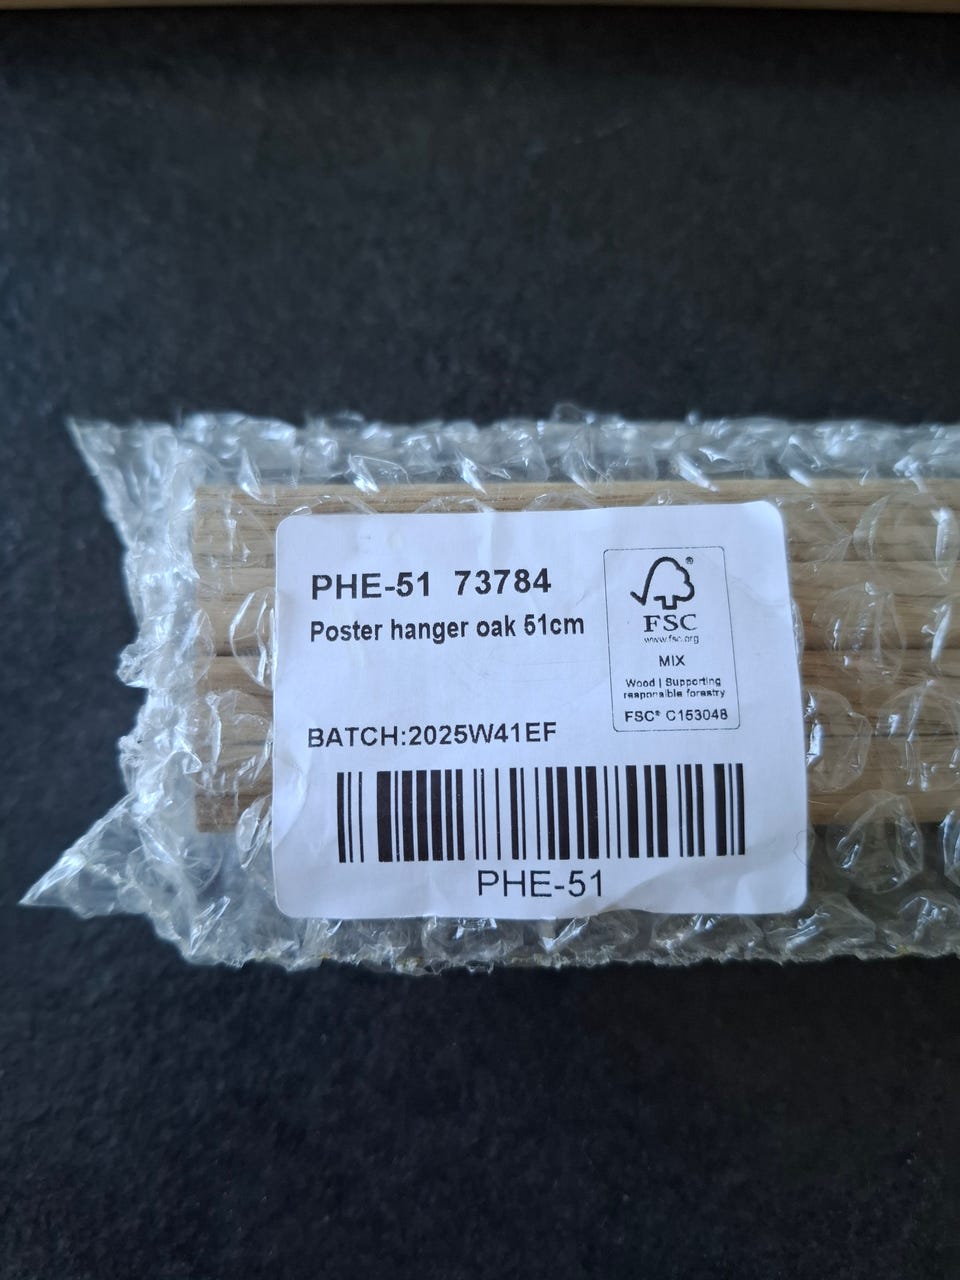 PHE-51 73784
Poster hanger oak 51cm
BATCH:2025W41EF
PHE-51
®
FSC
www.fsc.org
MIX
Wood | Supporting
responsible forestry
FSC® C153048